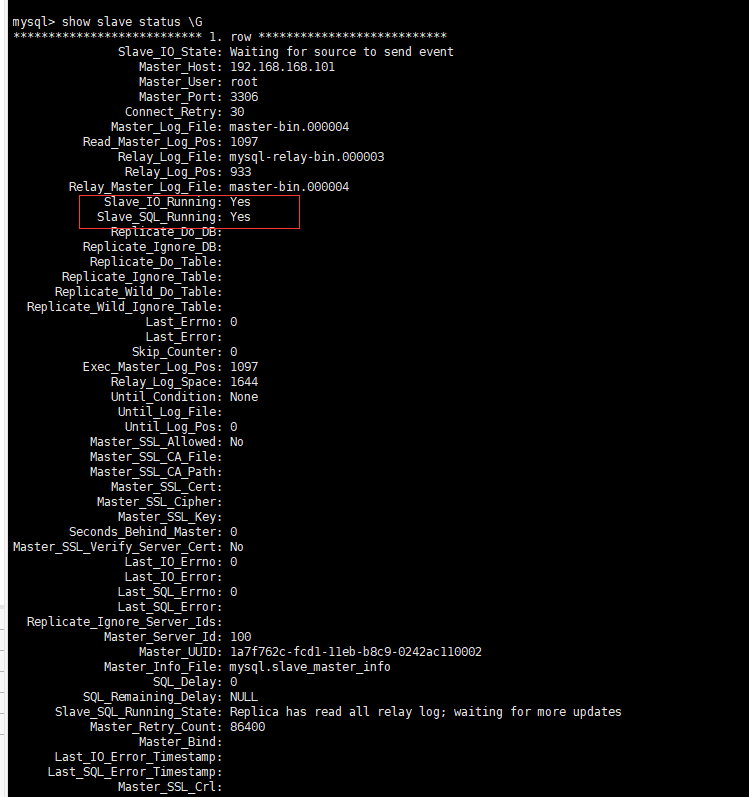 mysql> show slave status \G
*************************** 1. row ***************************
Slave_IO_State: Waiting for source to send event
Master_Host: 192.168.168.101
Master_User: root
Master_Port: 3306
Connect_Retry: 30
Master_Log_File: master-bin.000004
Read_Master_Log_Pos: 1097
Relay_Log_File: mysql-relay-bin.000003
Relay_Log_Pos: 933
Relay_Master_Log_File: master-bin.000004
Slave_IO_Running: Yes
Slave_SQL_Running: Yes
Replicate_Do_DB:
Replicate_Ignore_DB:
Replicate_Do_Table:
Replicate_Ignore_Table:
Replicate_Wild_Do_Table:
Replicate_Wild_Ignore_Table:
Last_Errno: 0
Last_Error:
Skip_Counter: 0
Exec_Master_Log_Pos: 1097
Relay_Log_Space: 1644
Until_Condition: None
Until_Log_File:
Until_Log_Pos: 0
Master_SSL_Allowed: No
Master_SSL_CA_File:
Master_SSL_CA_Path:
Master_SSL_Cert:
Master_SSL_Cipher:
Master_SSL_Key:
Seconds_Behind_Master: 0
Master_SSL_Verify_Server_Cert: No
Last_IO_Errno: 0
Last_IO_Error:
Last_SQL_Errno: 0
Last_SQL_Error:
Replicate_Ignore_Server_Ids:
Master_Server_Id: 100
Master_UUID: 1a7f762c-fcd1-11eb-b8c9-0242ac110002
Master_Info_File: mysql.slave_master_info
SQL_Delay: 0
SQL_Remaining_Delay: NULL
Slave_SQL_Running_State: Replica has read all relay log; waiting for more updates
Master_Retry_Count: 86400
Master_Bind:
Last_IO_Error_Timestamp:
Last_SQL_Error_Timestamp:
Master_SSL_Crl: